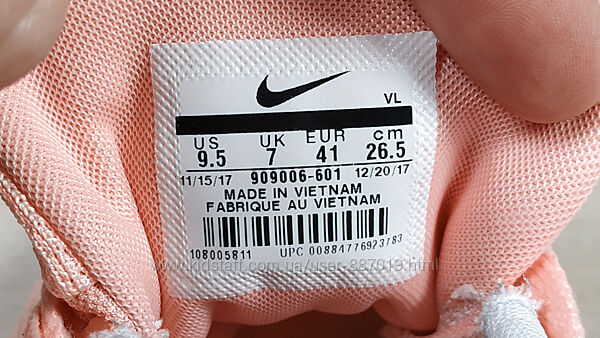 VL
US UK EUR cm
9.5 7 41 26.5
11/15/17 909006-601 12/20/17
MADE IN VIETNAM
FABRIQUE AU VIETNAM
108005811 UPC 00884776923783
www.kidstaff.com.ua/user-887019.html